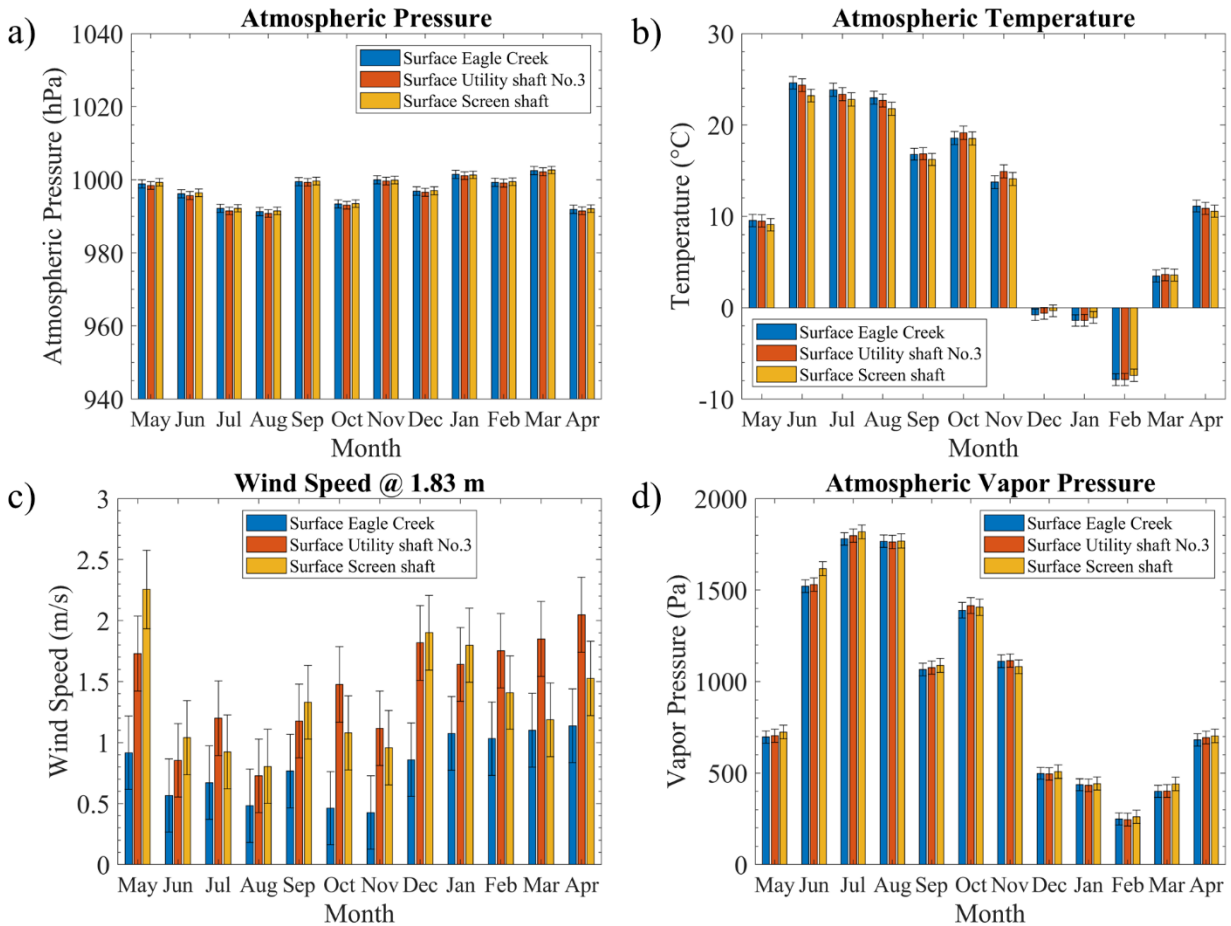 a)
Atmospheric Pressure
1040
1020
1000
980
960
940
Atmospheric Pressure (hPa)
Surface Eagle Creek
Surface Utility shaft No.3
Surface Screen shaft
May Jun Jul Aug Sep Oct Nov Dec Jan Feb Mar Apr
Month
b)
Atmospheric Temperature
30
20
10
0
-10
Temperature (°C)
Surface Eagle Creek
Surface Utility shaft No.3
Surface Screen shaft
May Jun Jul Aug Sep Oct Nov Dec Jan Feb Mar Apr
Month
c)
Wind Speed @ 1.83 m
3
2.5
2
1.5
1
0.5
0
Wind Speed (m/s)
Surface Eagle Creek
Surface Utility shaft No.3
Surface Screen shaft
May Jun Jul Aug Sep Oct Nov Dec Jan Feb Mar Apr
Month
d)
Atmospheric Vapor Pressure
2000
1500
1000
500
0
Vapor Pressure (Pa)
Surface Eagle Creek
Surface Utility shaft No.3
Surface Screen shaft
May Jun Jul Aug Sep Oct Nov Dec Jan Feb Mar Apr
Month